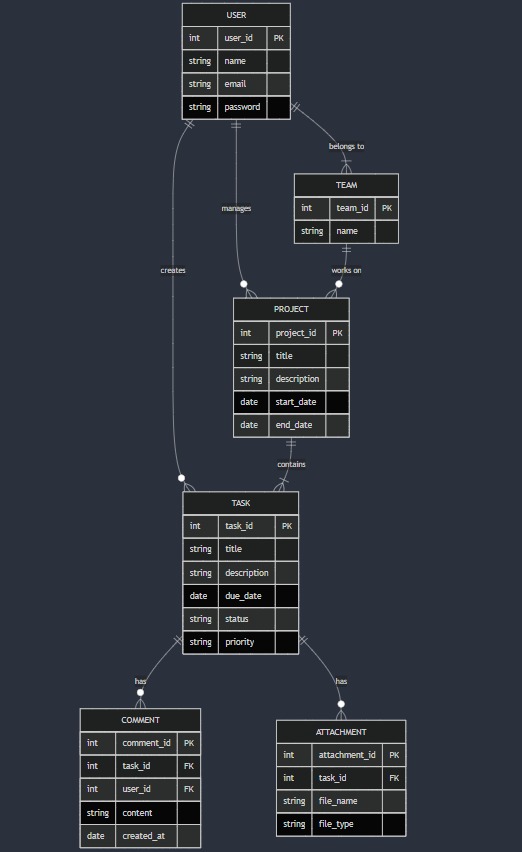 USER
int user_id PK
string name
string email
string password
belongs to
TEAM
int team_id PK
string name
manages
creates
works on
PROJECT
int project_id PK
string title
string description
date start_date
date end_date
contains
TASK
int task_id PK
string title
string description
date due_date
string status
string priority
has
has
COMMENT
int comment_id PK
int task_id FK
int user_id FK
string content
date created_at
ATTACHMENT
int attachment_id PK
int task_id FK
string file_name
string file_type